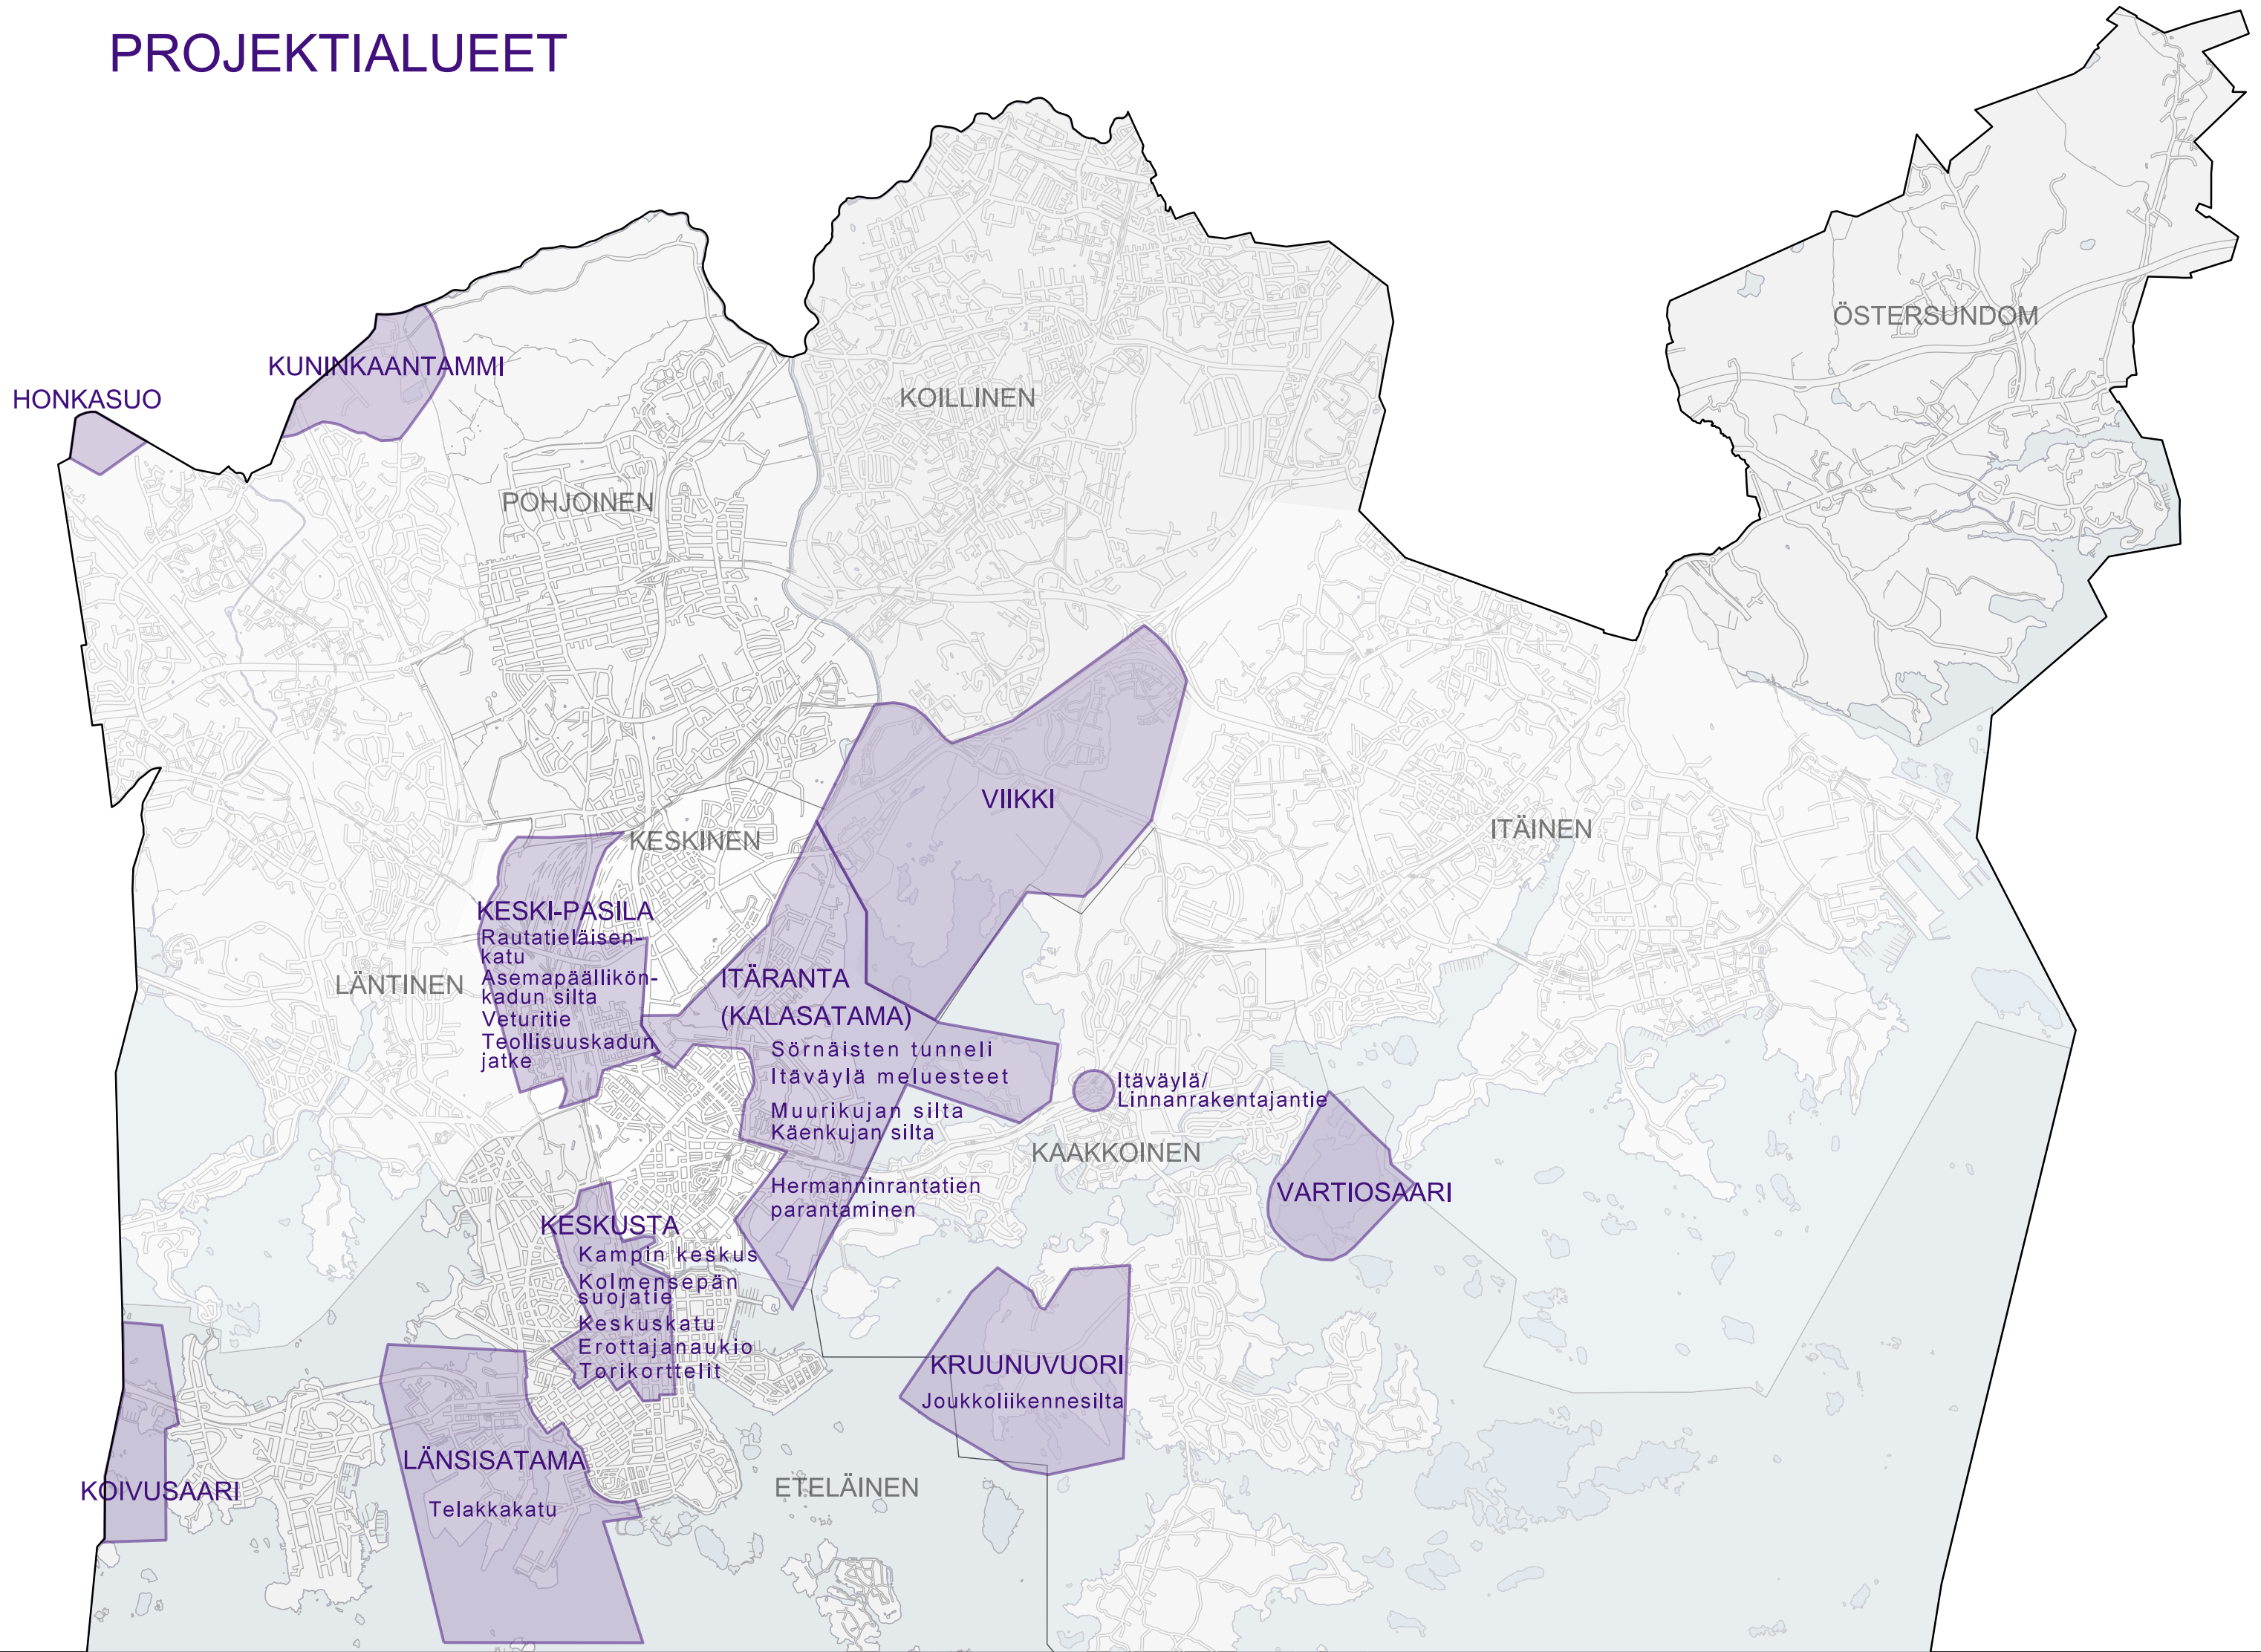 PROJEKTIALUEET
ÖSTERSUNDOM
KUNINKAANTAMMI
HONKASUO
KOILLINEN
POHJOINEN
VIIKKI
ITÄINEN
KESKINEN
KESKI-PASILA
Rautatieläisen-
katu
Asemapäällikön-
kadun silta
Veturitie
Teollisuuskadun
jatke
LÄNTINEN
ITÄRANTA
(KALASATAMA)
Sörnäisten tunneli
Itäväylä meluesteet
Muurikujan silta
Käenkujan silta
Hermanninrantatien
parantaminen
Itäväylä/
Linnanrakentajantie
KAAKKOINEN
VARTIOSAARI
KESKUSTA
Kampin keskus
Kolmensepän
suojatie
Keskuskatu
Erottajanaukio
Torikorttelit
KRUUNUVUORI
Joukkoliikennesilta
LÄNSISATAMA
Telakkakatu
KOIVUSAARI
ETELÄINEN